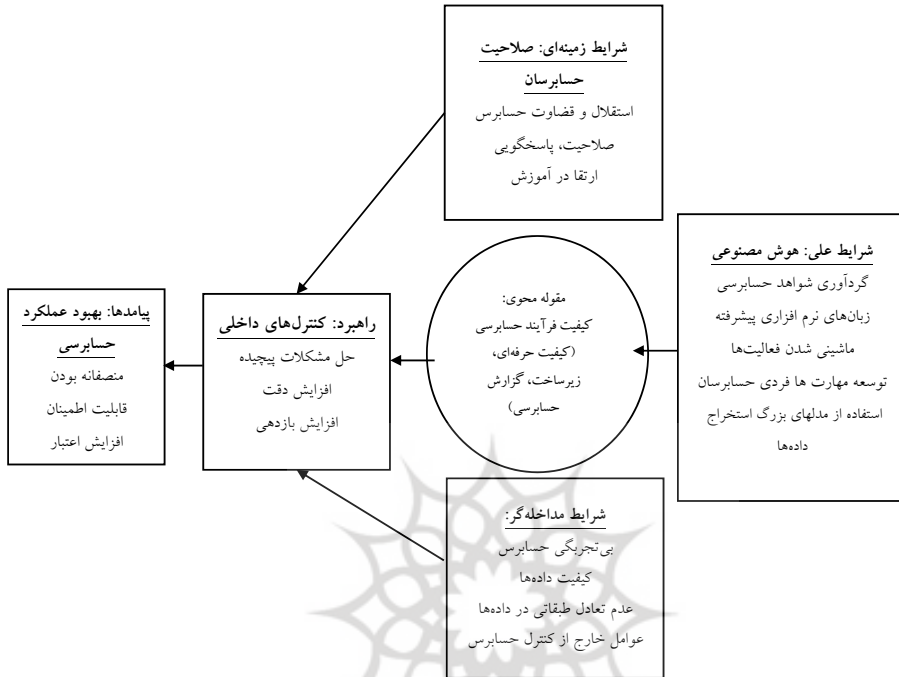 شرایط زمینه‌ای: صلاحیت
حسابرسان
استقلال و قضاوت حسابرس
صلاحیت، پاسخگویی
ارتقا در آموزش
شرایط علی: هوش مصنوعی
گردآوری شواهد حسابرسی
زبان‌های نرم افزاری پیشرفته
ماشینی شدن فعالیت‌ها
توسعه مهارت ها فردی حسابرسان
استفاده از مدلهای بزرگ استخراج
داده‌ها
مقوله محوی:
کیفیت فرآیند حسابرسی
(کیفیت حرفه‌ای،
زیرساخت، گزارش
حسابرسی)
راهبرد: کنترل‌های داخلی
حل مشکلات پیچیده
افزایش دقت
افزایش بازدهی
پیامدها: بهبود عملکرد
حسابرسی
منصفانه بودن
قابلیت اطمینان
افزایش اعتبار
شرایط مداخله‌گر:
بی‌تجربگی حسابرس
کیفیت داده‌ها
عدم تعادل طبقاتی در داده‌ها
عوامل خارج از کنترل حسابرس